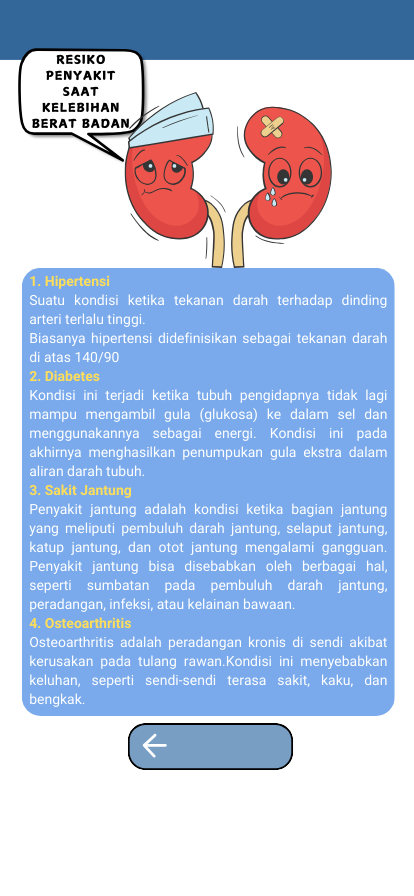 RESIKO
PENYAKIT
SAAT
KELEBIHAN
BERAT BADAN
1. Hipertensi
Suatu kondisi ketika tekanan darah terhadap dinding
arteri terlalu tinggi.
Biasanya hipertensi didefinisikan sebagai tekanan darah
di atas 140/90
2. Diabetes
Kondisi ini terjadi ketika tubuh pengidapnya tidak lagi
mampu mengambil gula (glukosa) ke dalam sel dan
menggunakannya sebagai energi. Kondisi ini pada
akhirnya menghasilkan penumpukan gula ekstra dalam
aliran darah tubuh.
3. Sakit Jantung
Penyakit jantung adalah kondisi ketika bagian jantung
yang meliputi pembuluh darah jantung, selaput jantung,
katup jantung, dan otot jantung mengalami gangguan.
Penyakit jantung bisa disebabkan oleh berbagai hal,
seperti sumbatan pada pembuluh darah jantung,
peradangan, infeksi, atau kelainan bawaan.
4. Osteoarthritis
Osteoarthritis adalah peradangan kronis di sendi akibat
kerusakan pada tulang rawan.Kondisi ini menyebabkan
keluhan, seperti sendi-sendi terasa sakit, kaku, dan
bengkak.